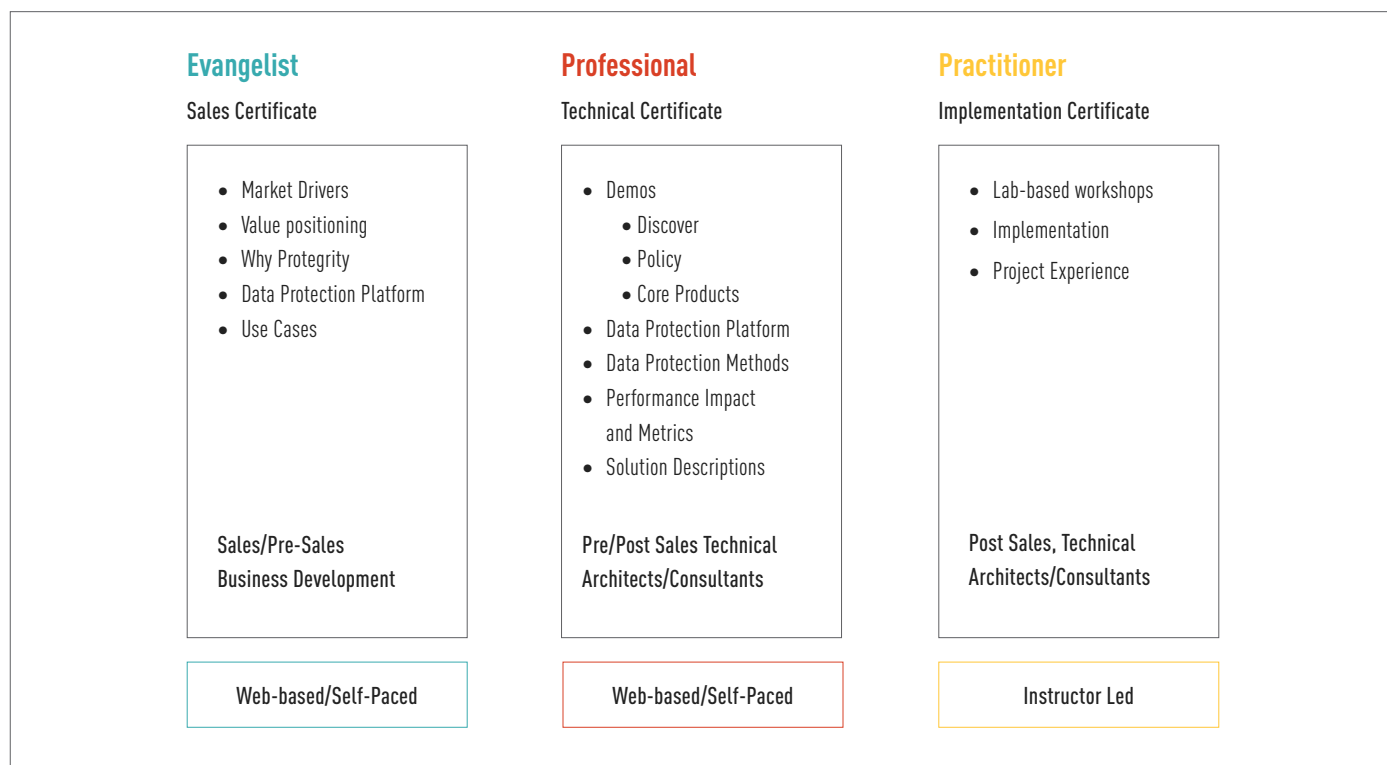 Evangelist
Sales Certificate
• Market Drivers
• Value positioning
• Why Protegrity
• Data Protection Platform
• Use Cases
Sales/Pre-Sales
Business Development
Web-based/Self-Paced
Professional
Technical Certificate
• Demos
• Discover
• Policy
• Core Products
• Data Protection Platform
• Data Protection Methods
• Performance Impact
and Metrics
• Solution Descriptions
Pre/Post Sales Technical
Architects/Consultants
Web-based/Self-Paced
Practitioner
Implementation Certificate
• Lab-based workshops
• Implementation
• Project Experience
Post Sales, Technical
Architects/Consultants
Instructor Led